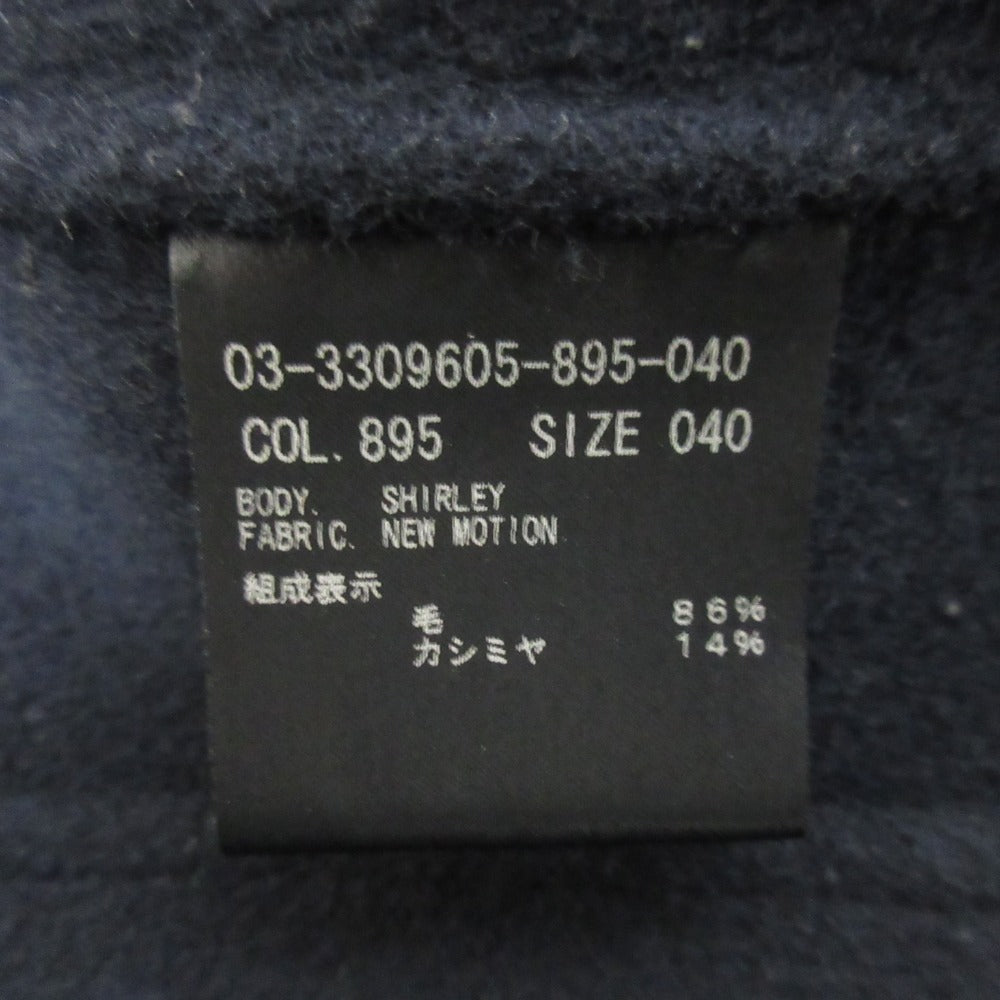 03-3309605-895-040
COL. 895 SIZE 040
BODY. SHIRLEY
FABRIC. NEW MOTION
組成表示
毛 86%
カシミヤ 14%